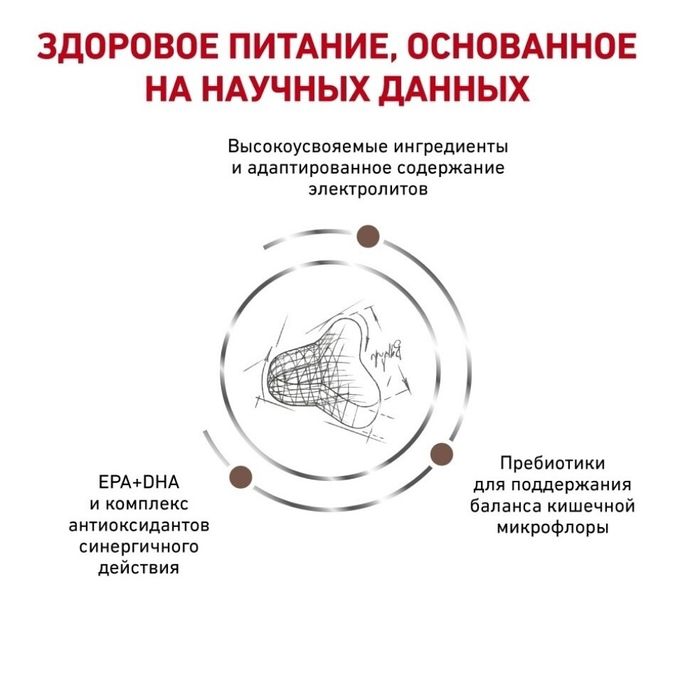 ЗДОРОВОЕ ПИТАНИЕ, ОСНОВАННОЕ
НА НАУЧНЫХ ДАННЫХ
Высокоусвояемые ингредиенты
и адаптированное содержание
электролитов
EPA+DHA
и комплекс
антиоксидантов
синергичного
действия
Пребиотики
для поддержания
баланса кишечной
микрофлоры